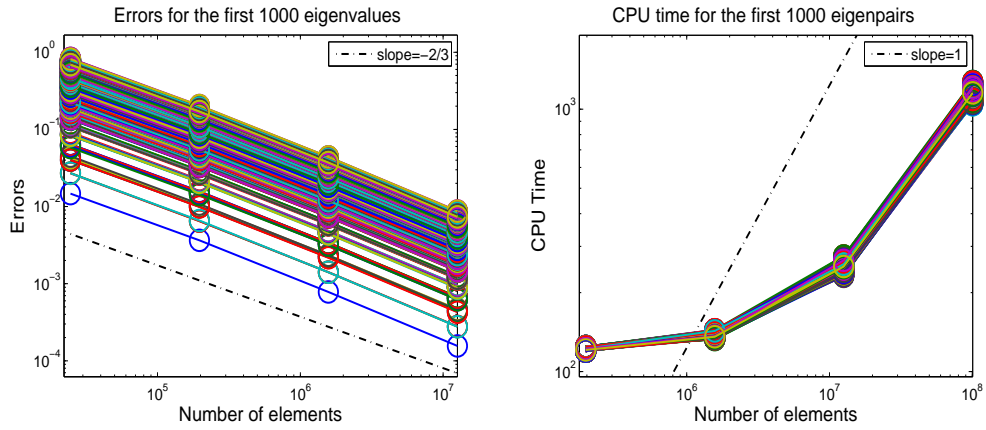 Errors for the first 1000 eigenvalues
slope=−2/3
10^0
10^-1
10^-2
10^-3
10^-4
Errors
10^5
10^6
10^7
Number of elements
CPU time for the first 1000 eigenpairs
slope=1
10^3
10^2
CPU Time
10^6
10^7
10^8
Number of elements